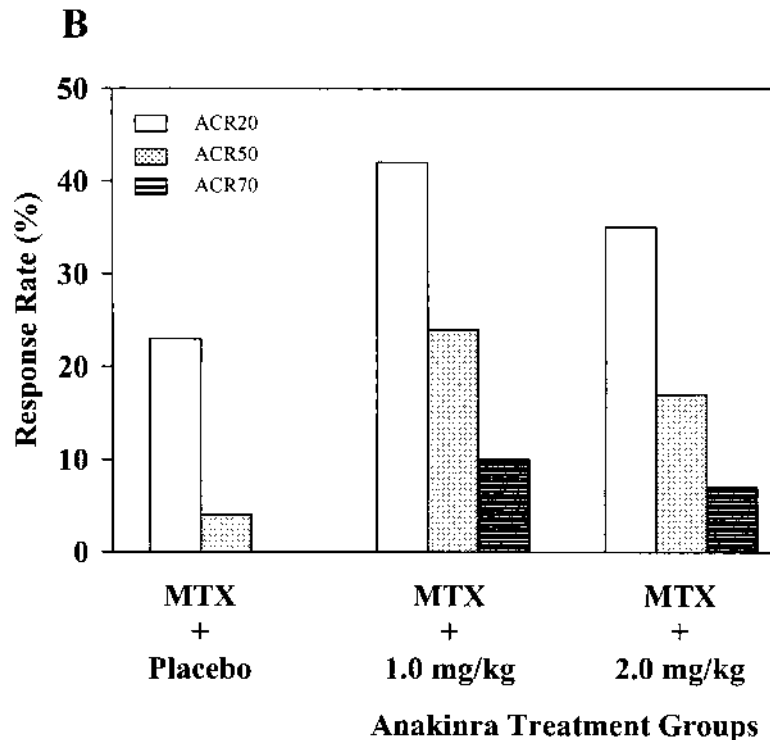 B
50
40
30
20
10
0
Response Rate (%)
ACR20
ACR50
ACR70
MTX
+
Placebo
MTX
+
1.0 mg/kg
MTX
+
2.0 mg/kg
Anakinra Treatment Groups